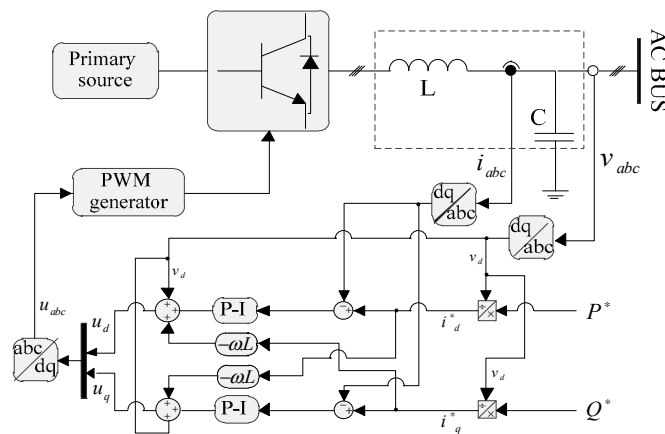 Primary
source
L
C
AC BUS
i_abc
v_abc
PWM
generator
dq
abc
dq
abc
v_d
v_d
u_abc
u_d
+
+
+
P-I
−
+
i*_d
÷
×
P*
−ωL
v_d
abc
dq
−ωL
u_q
+
+
+
P-I
−
+
i*_q
÷
×
Q*